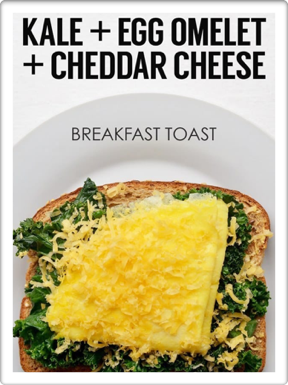 KALE + EGG OMELET
+ CHEDDAR CHEESE
BREAKFAST TOAST